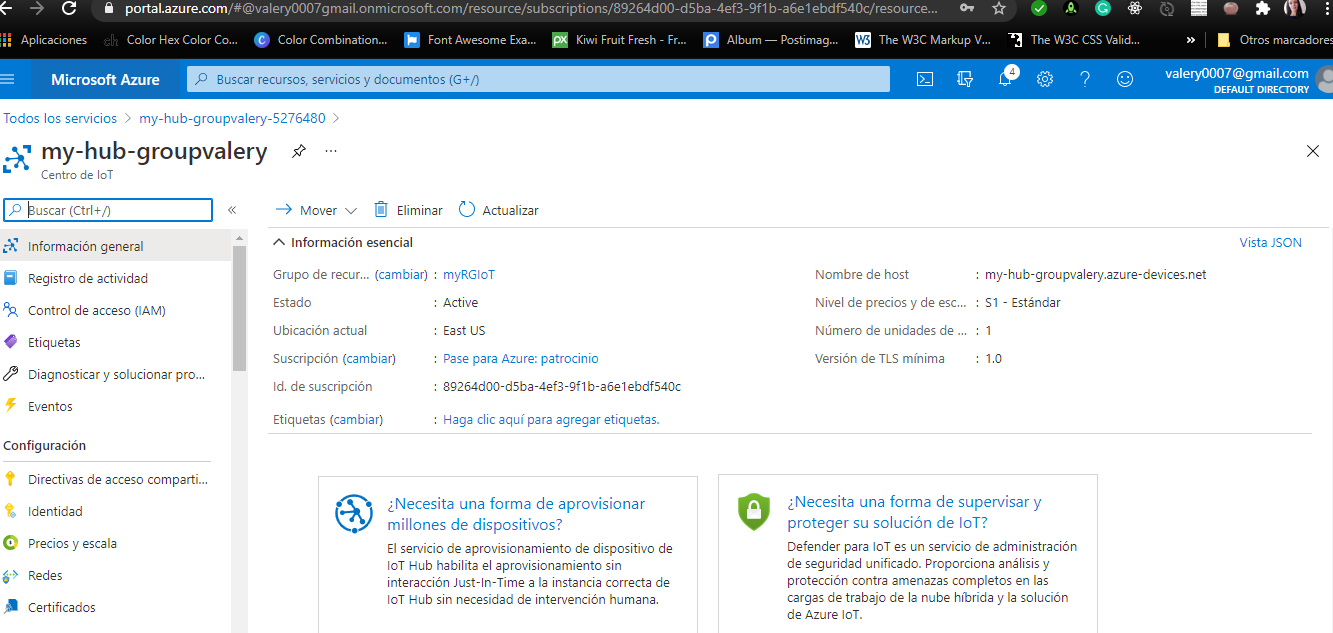 portal.azure.com/#@valery0007gmail.onmicrosoft.com/resource/subscriptions/89264d00-d5ba-4ef3-9f1b-a6e1ebdf540c/resource...
Aplicaciones Color Hex Color Co... Color Combination... Font Awesome Exa... Kiwi Fruit Fresh - Fr... Album — Postimag... The W3C Markup V... The W3C CSS Valid... » Otros marcadores
Microsoft Azure Buscar recursos, servicios y documentos (G+/) 4 valery0007@gmail.com
DEFAULT DIRECTORY
Todos los servicios > my-hub-groupvalery-5276480 >
my-hub-groupvalery ...
Centro de IoT
Buscar (Ctrl+/) «
Mover Eliminar Actualizar
Información general
Registro de actividad
Control de acceso (IAM)
Etiquetas
Diagnosticar y solucionar pro...
Eventos
Configuración
Directivas de acceso comparti...
Identidad
Precios y escala
Redes
Certificados
Información esencial Vista JSON
Grupo de recur... (cambiar) : myRGIoT
Estado : Active
Ubicación actual : East US
Suscripción (cambiar) : Pase para Azure: patrocinio
Id. de suscripción : 89264d00-d5ba-4ef3-9f1b-a6e1ebdf540c
Etiquetas (cambiar) : Haga clic aquí para agregar etiquetas.
Nombre de host : my-hub-groupvalery.azure-devices.net
Nivel de precios y de esc... : S1 - Estándar
Número de unidades de ... : 1
Versión de TLS mínima : 1.0
¿Necesita una forma de aprovisionar
millones de dispositivos?
El servicio de aprovisionamiento de dispositivo de
IoT Hub habilita el aprovisionamiento sin
interacción Just-In-Time a la instancia correcta de
IoT Hub sin necesidad de intervención humana.
¿Necesita una forma de supervisar y
proteger su solución de IoT?
Defender para IoT es un servicio de administración
de seguridad unificado. Proporciona análisis y
protección contra amenazas completos en las
cargas de trabajo de la nube híbrida y la solución
de Azure IoT.